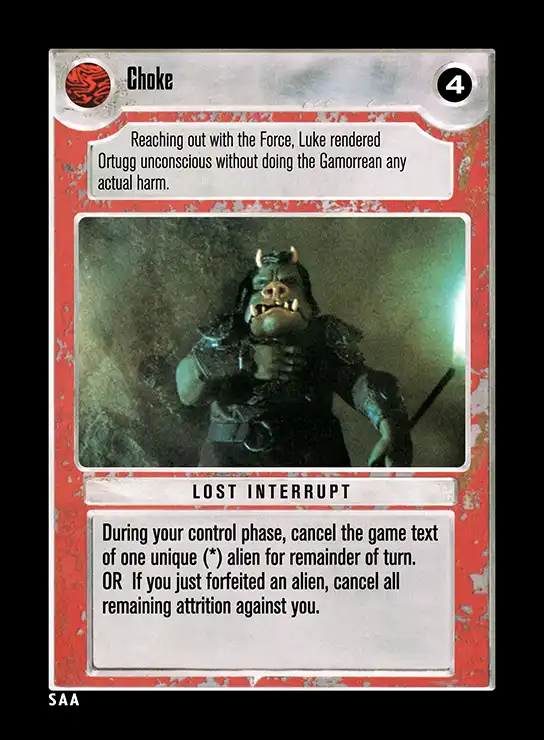 Choke
4
Reaching out with the Force, Luke rendered
Ortugg unconscious without doing the Gamorrean any
actual harm.
LOST INTERRUPT
During your control phase, cancel the game text
of one unique (*) alien for remainder of turn.
OR If you just forfeited an alien, cancel all
remaining attrition against you.
SAA